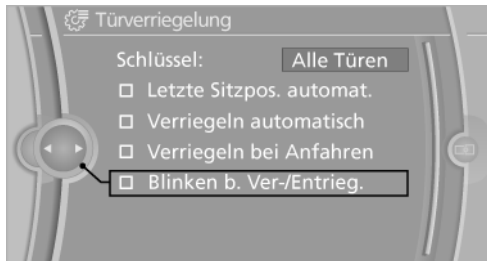 Türverriegelung
Schlüssel: Alle Türen
Letzte Sitzpos. automat.
Verriegeln automatisch
Verriegeln bei Anfahren
Blinken b. Ver-/Entrieg.